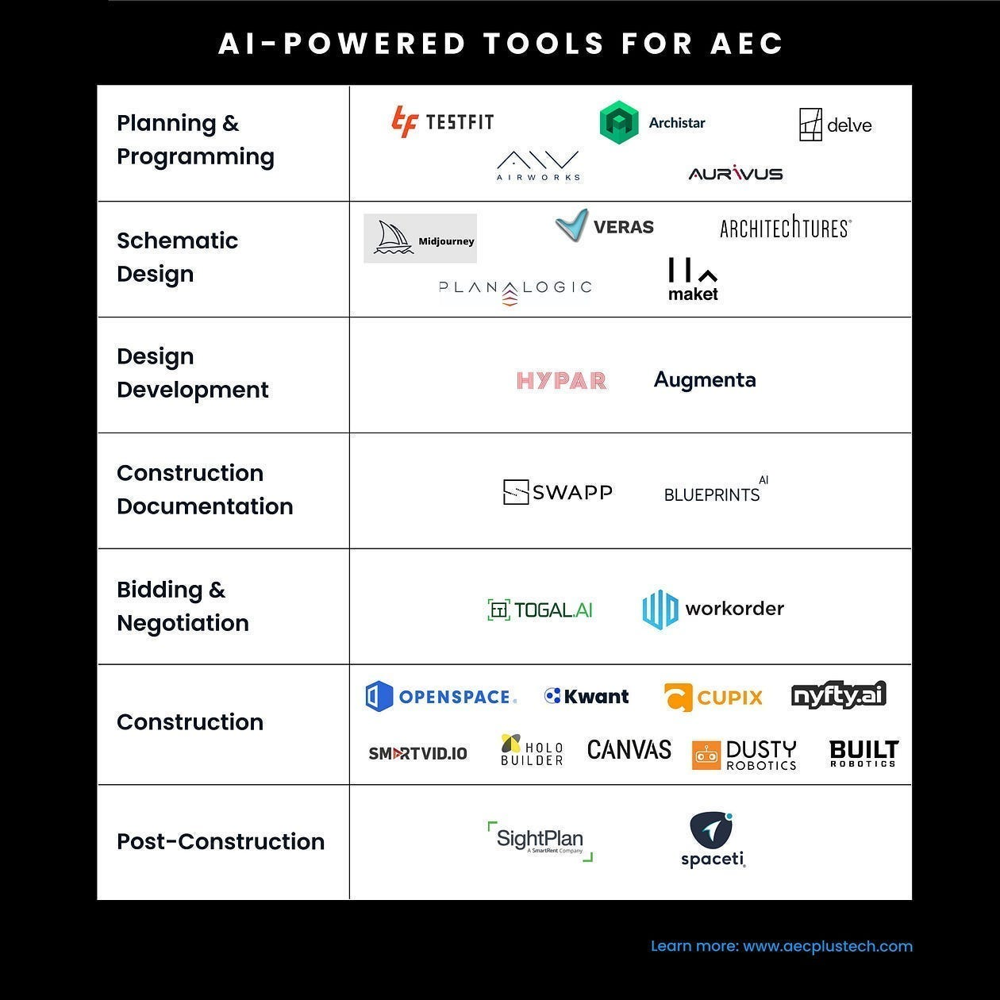 AI-POWERED TOOLS FOR AEC
Planning &
Programming
tf TESTFIT
Archistar
delve
AIRWORKS
AURIVUS
Schematic
Design
Midjourney
VERAS
ARCHITEChTURES®
PLANALOGIC
maket
Design
Development
HYPAR
Augmenta
Construction
Documentation
SWAPP
BLUEPRINTS AI
Bidding &
Negotiation
TOGAL.AI
workorder
Construction
OPENSPACE®
Kwant
CUPIX
nyfty.ai
SMARTVID.IO
HOLO
BUILDER
CANVAS
DUSTY
ROBOTICS
BUILT
ROBOTICS
Post-Construction
SightPlan
A SmartRent Company
spaceti®
Learn more: www.aecplustech.com